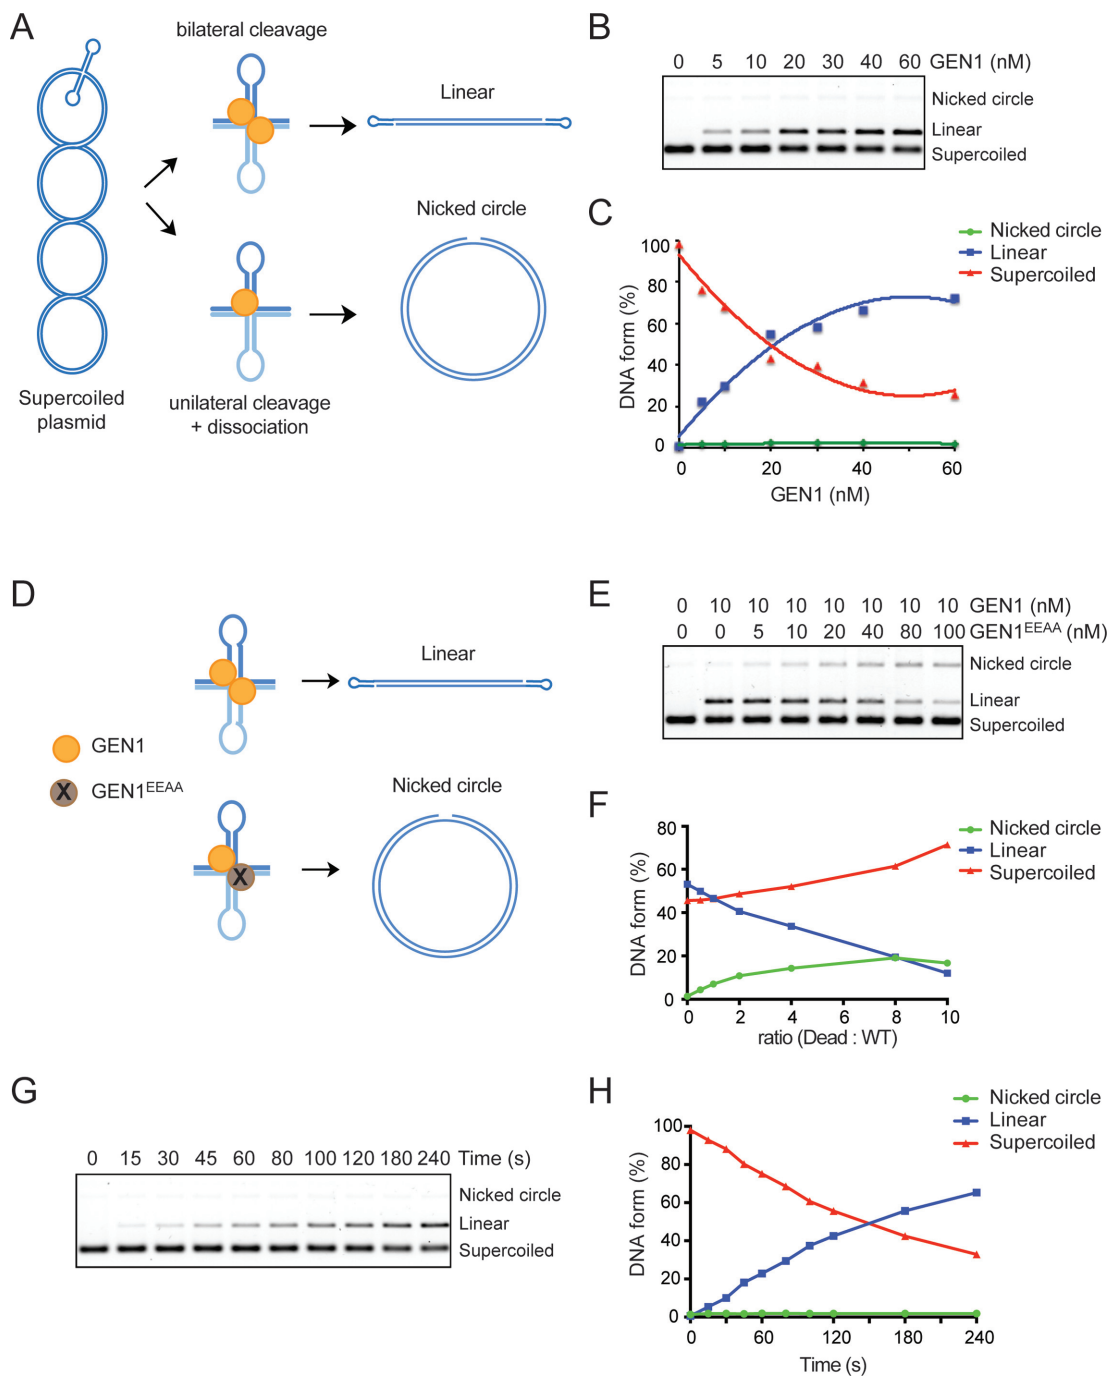 A
bilateral cleavage
Linear
Nicked circle
Supercoiled
plasmid
unilateral cleavage
+ dissociation
B
0 5 10 20 30 40 60 GEN1 (nM)
Nicked circle
Linear
Supercoiled
C
Nicked circle
Linear
Supercoiled
DNA form (%)
100
80
60
40
20
0
0 20 40 60
GEN1 (nM)
D
Linear
GEN1
GEN1EEAA
X
Nicked circle
X
E
0 10 10 10 10 10 10 10 GEN1 (nM)
0 0 5 10 20 40 80 100 GEN1EEAA (nM)
Nicked circle
Linear
Supercoiled
F
Nicked circle
Linear
Supercoiled
DNA form (%)
80
60
40
20
0
0 2 4 6 8 10
ratio (Dead : WT)
G
0 15 30 45 60 80 100 120 180 240 Time (s)
Nicked circle
Linear
Supercoiled
H
Nicked circle
Linear
Supercoiled
DNA form (%)
100
80
60
40
20
0
0 60 120 180 240
Time (s)